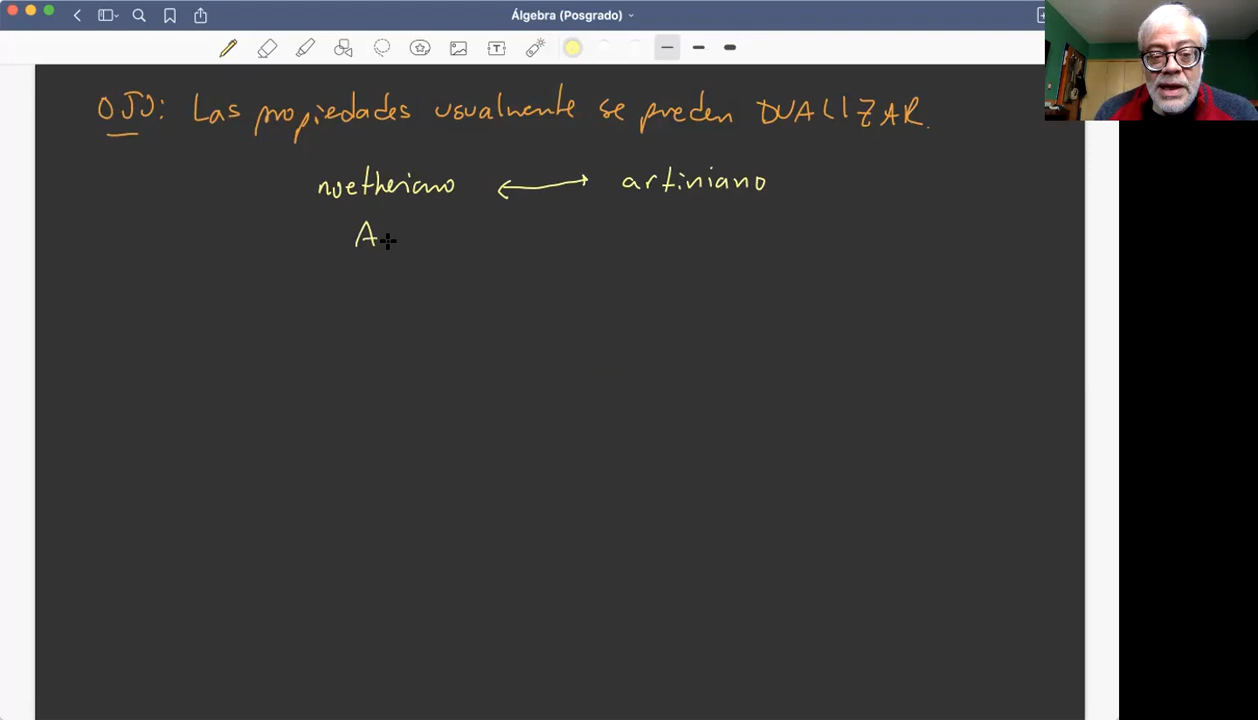 Álgebra (Posgrado)
OJO: Las propiedades usualmente se pueden DUALIZAR.
noetheriano ⟷ artiniano
A